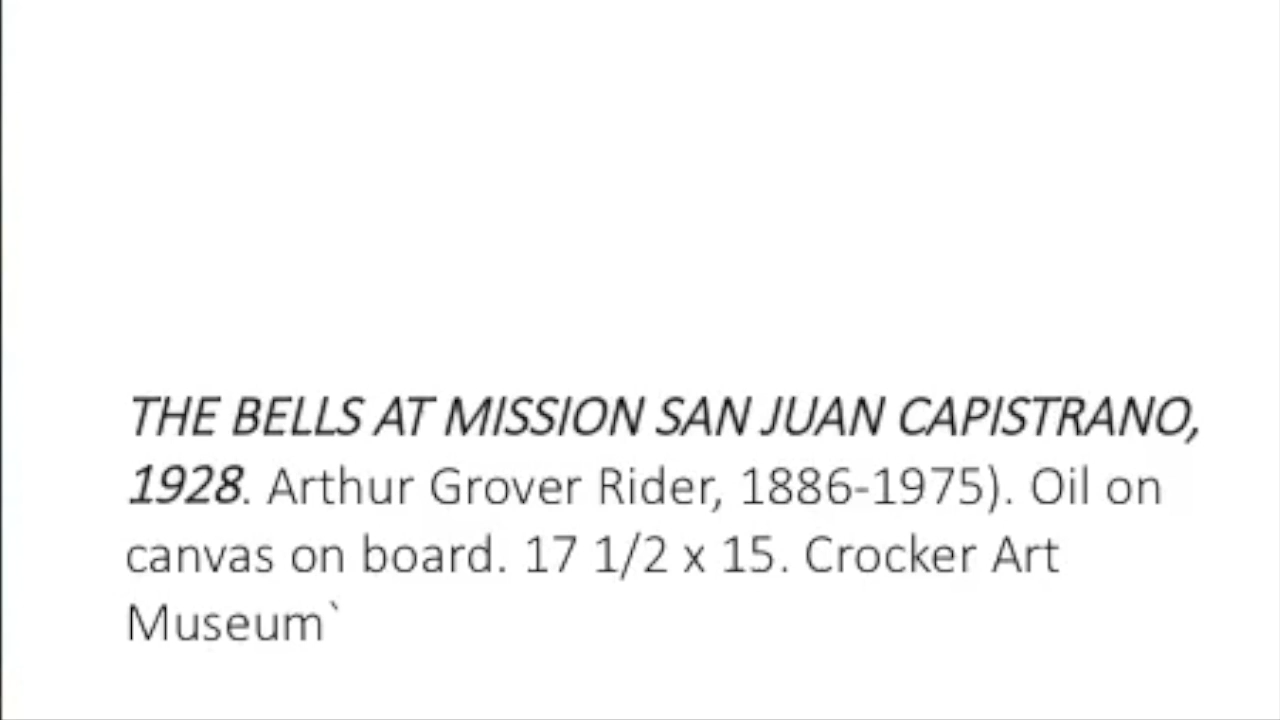 THE BELLS AT MISSION SAN JUAN CAPISTRANO,
1928. Arthur Grover Rider, 1886-1975). Oil on
canvas on board. 17 1/2 x 15. Crocker Art
Museum`